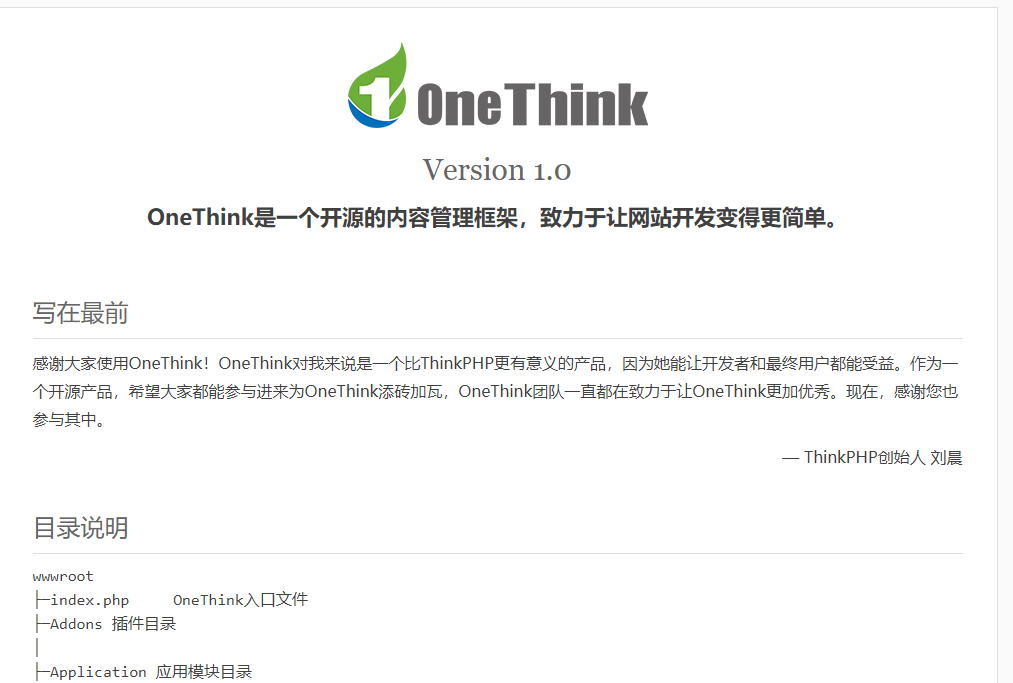 1 OneThink
Version 1.0
OneThink是一个开源的内容管理框架，致力于让网站开发变得更简单。
写在最前
感谢大家使用OneThink！OneThink对我来说是一个比ThinkPHP更有意义的产品，因为她能让开发者和最终用户都能受益。作为一
个开源产品，希望大家都能参与进来为OneThink添砖加瓦，OneThink团队一直都在致力于让OneThink更加优秀。现在，感谢您也
参与其中。
— ThinkPHP创始人 刘晨
目录说明
wwwroot
├─index.php     OneThink入口文件
├─Addons 插件目录
│
├─Application 应用模块目录